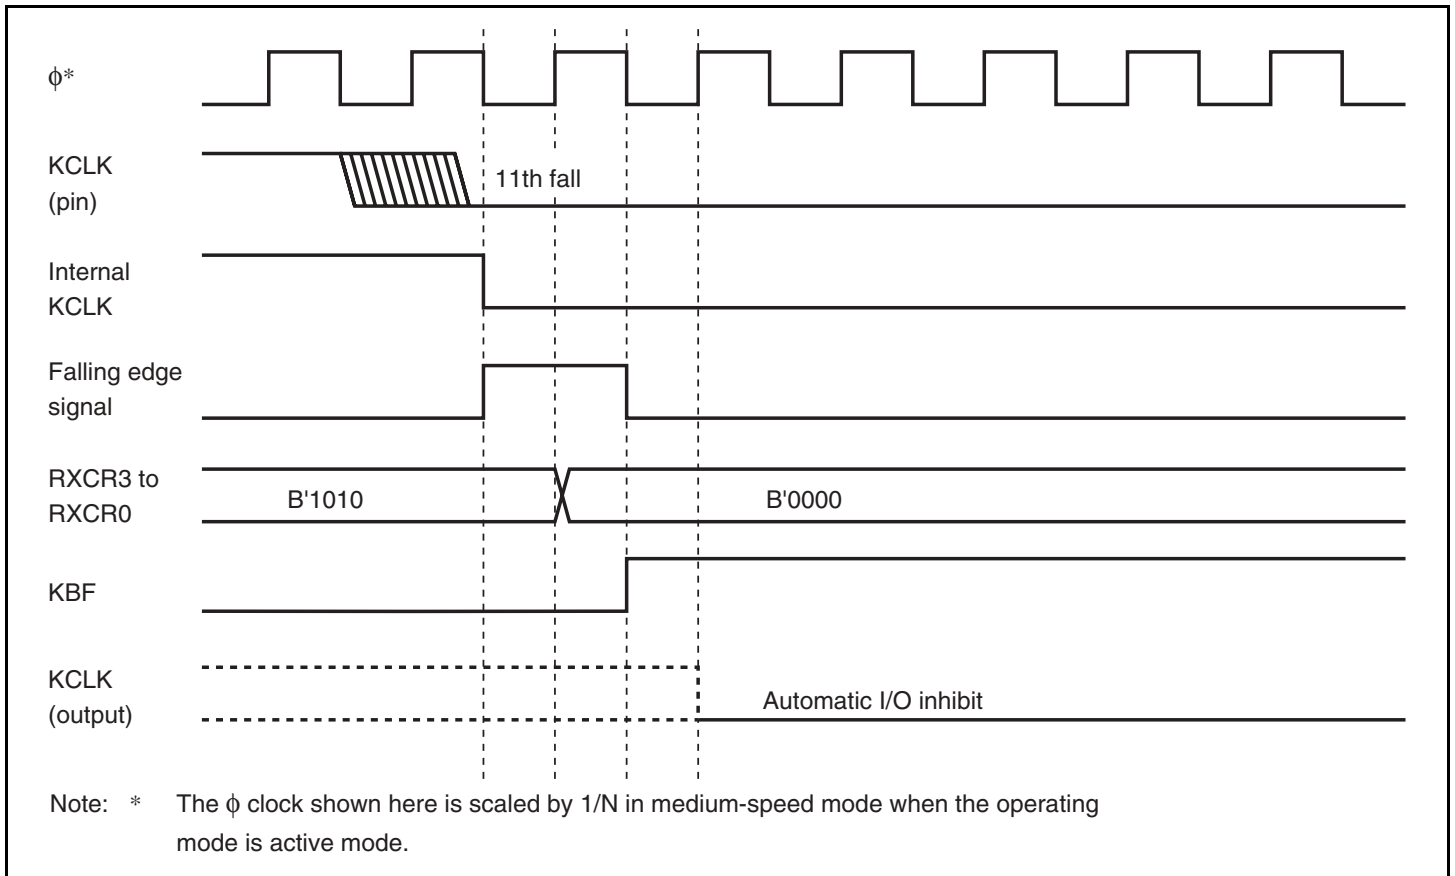 ϕ*
KCLK
(pin)
11th fall
Internal
KCLK
Falling edge
signal
RXCR3 to
RXCR0
B'1010
B'0000
KBF
KCLK
(output)
Automatic I/O inhibit
Note: * The ϕ clock shown here is scaled by 1/N in medium-speed mode when the operating
mode is active mode.